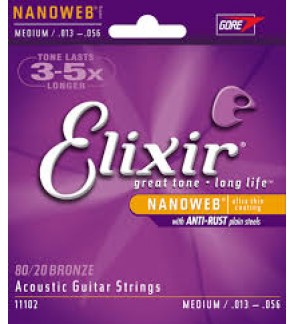 NANOWEB®
MEDIUM / .013 - .056
GORE
TONE LASTS
3-5x
LONGER
Elixir®
great tone · long life™
NANOWEB® ultra thin coating
with ANTI-RUST plain steels
80/20 BRONZE
Acoustic Guitar Strings
11102
MEDIUM / .013 - .056